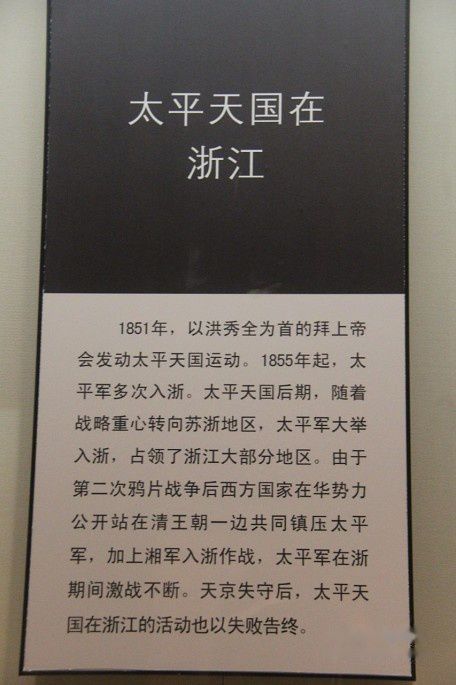 太平天国在
浙江
1851年，以洪秀全为首的拜上帝
会发动太平天国运动。1855年起，太
平军多次入浙。太平天国后期，随着
战略重心转向苏浙地区，太平军大举
入浙，占领了浙江大部分地区。由于
第二次鸦片战争后西方国家在华势力
公开站在清王朝一边共同镇压太平
军，加上湘军入浙作战，太平军在浙
期间激战不断。天京失守后，太平天
国在浙江的活动也以失败告终。